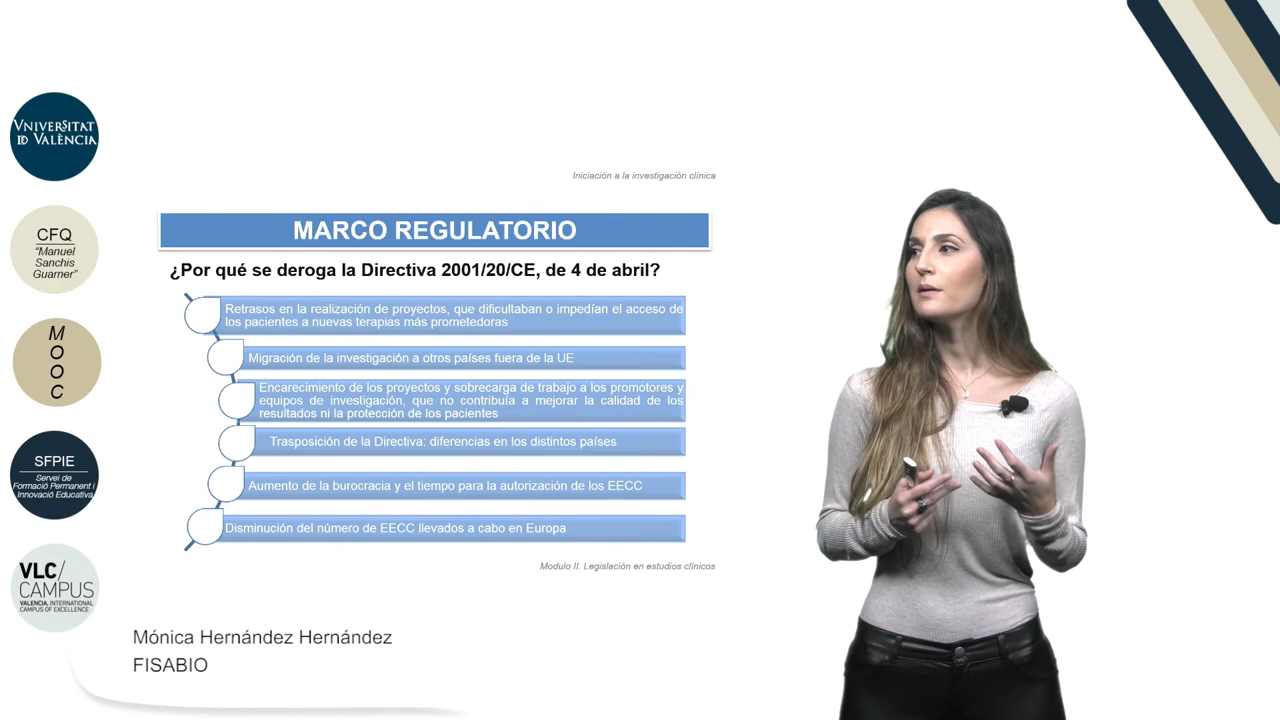 VNIVERSITAT
ID VALÈNCIA
CFQ
"Manuel
Sanchis
Guarner"
M
O
O
C
SFPIE
Servei de
Formació Permanent i
Innovació Educativa
VLC/
CAMPUS
VALENCIA, INTERNATIONAL
CAMPUS OF EXCELLENCE
Iniciación a la investigación clínica
MARCO REGULATORIO
¿Por qué se deroga la Directiva 2001/20/CE, de 4 de abril?
Retrasos en la realización de proyectos, que dificultaban o impedían el acceso de
los pacientes a nuevas terapias más prometedoras
Migración de la investigación a otros países fuera de la UE
Encarecimiento de los proyectos y sobrecarga de trabajo a los promotores y
equipos de investigación, que no contribuía a mejorar la calidad de los
resultados ni la protección de los pacientes
Trasposición de la Directiva: diferencias en los distintos países
Aumento de la burocracia y el tiempo para la autorización de los EECC
Disminución del número de EECC llevados a cabo en Europa
Modulo II. Legislación en estudios clínicos
Mónica Hernández Hernández
FISABIO